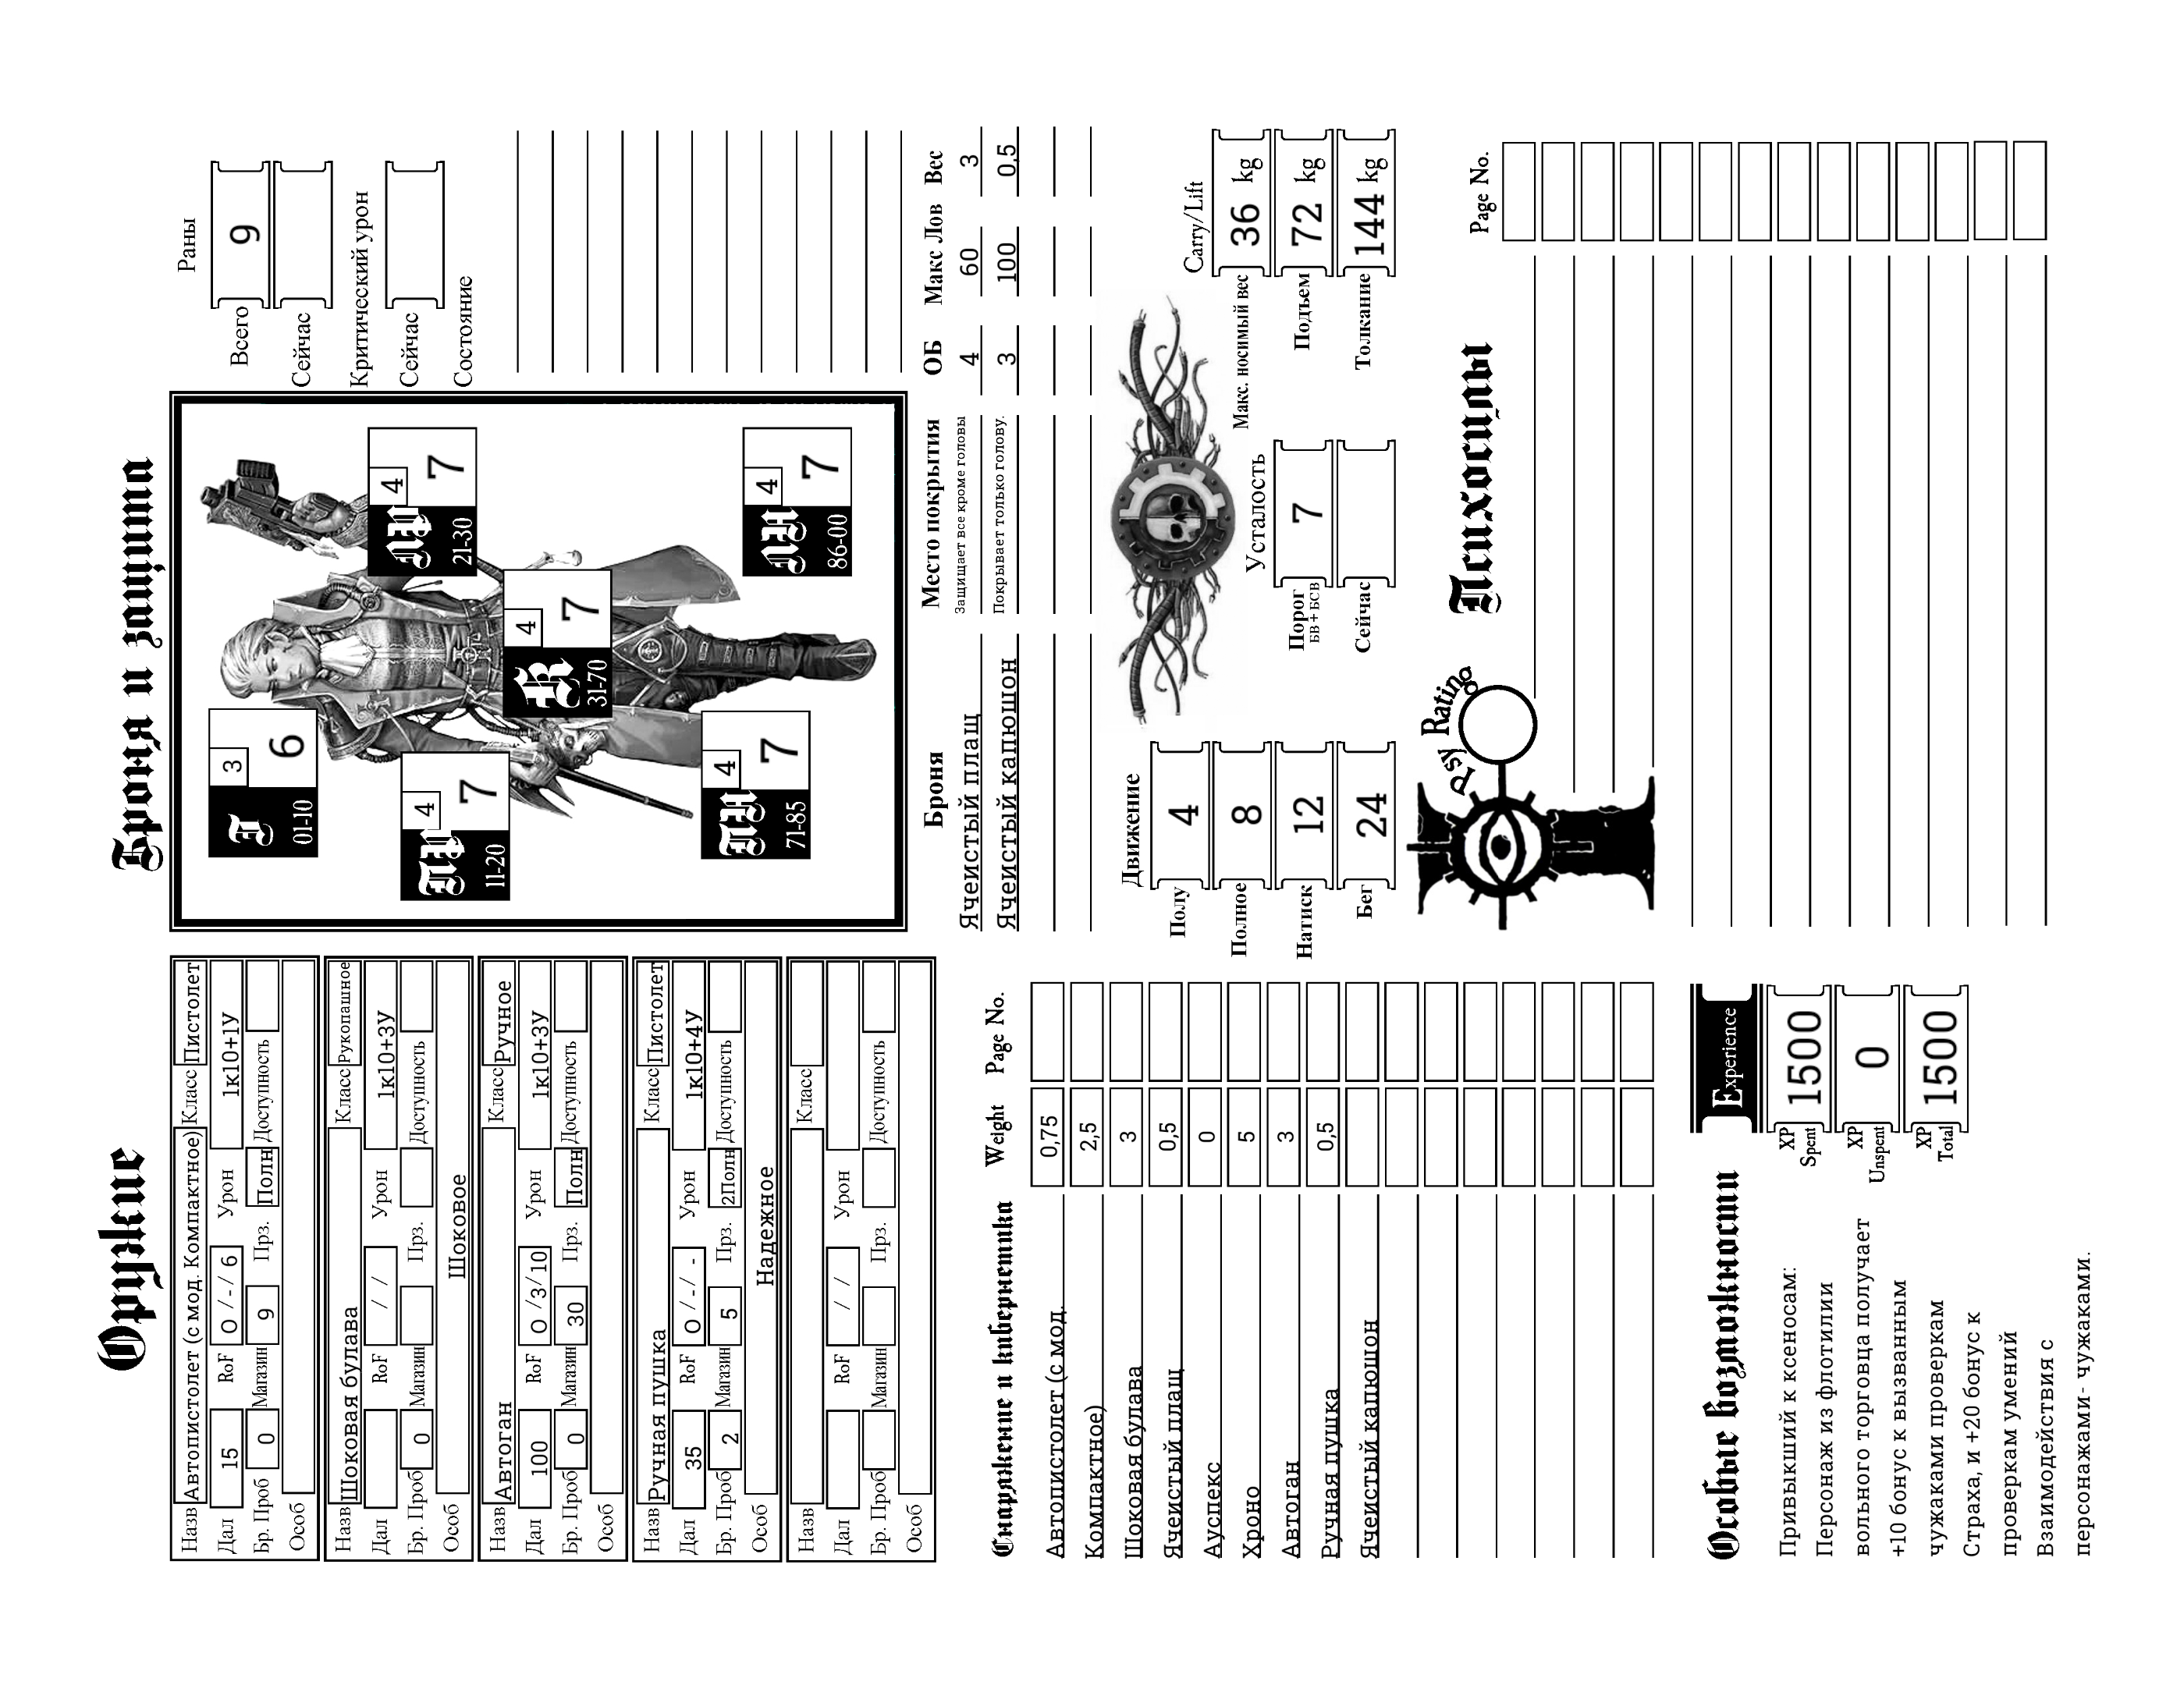 Оружие
Назв Автопистолет (с мод. Компактное) Класс Пистолет
Дал 15 RoF О / - / 6 Урон 1к10+1У
Бр. Проб 0 Магазин 9 Прз. Полн Доступность
Особ
Назв Шоковая булава Класс Рукопашное
Дал RoF / / Урон 1к10+3У
Бр. Проб 0 Магазин Прз. Доступность
Особ Шоковое
Назв Автоган Класс Ручное
Дал 100 RoF О /3/10 Урон 1к10+3У
Бр. Проб 0 Магазин 30 Прз. Полн Доступность
Особ
Назв Ручная пушка Класс Пистолет
Дал 35 RoF О / - / - Урон 1к10+4У
Бр. Проб 2 Магазин 5 Прз. 2Полн Доступность
Особ Надежное
Назв Класс
Дал RoF / / Урон
Бр. Проб Магазин Прз. Доступность
Особ
Броня и защита
Г 01-10 3 6
ПР 11-20 4 7
ЛР 21-30 4 7
К 31-70 4 7
ПН 71-85 4 7
ЛН 86-00 4 7
Раны
Всего 9
Сейчас
Критический урон
Сейчас
Состояние
Броня Место покрытия ОБ Макс Лов Вес
Ячеистый плащ Защищает все кроме головы 4 60 3
Ячеистый капюшон Покрывает только голову. 3 100 0,5
Снаряжение и кибернетика Weight Page No.
Автопистолет (с мод. 0,75
Компактное) 2,5
Шоковая булава 3
Ячеистый плащ 0,5
Ауспекс 0
Хроно 5
Автоган 3
Ручная пушка 0,5
Ячеистый капюшон
Движение
Полу 4
Полное 8
Натиск 12
Бег 24
Усталость
Порог 7
БВ+БСВ
Сейчас
Carry/Lift
Макс. носимый вес 36 kg
Подъем 72 kg
Толкание 144 kg
Psy Rating
Психосилы
Page No.
Особые возможности
Привыкший к ксеносам:
Персонаж из флотилии
вольного торговца получает
+10 бонус к вызванным
чужаками проверкам
Страха, и +20 бонус к
проверкам умений
Взаимодействия с
персонажами- чужаками.
Experience
XP Spent 1500
XP Unspent 0
XP Total 1500